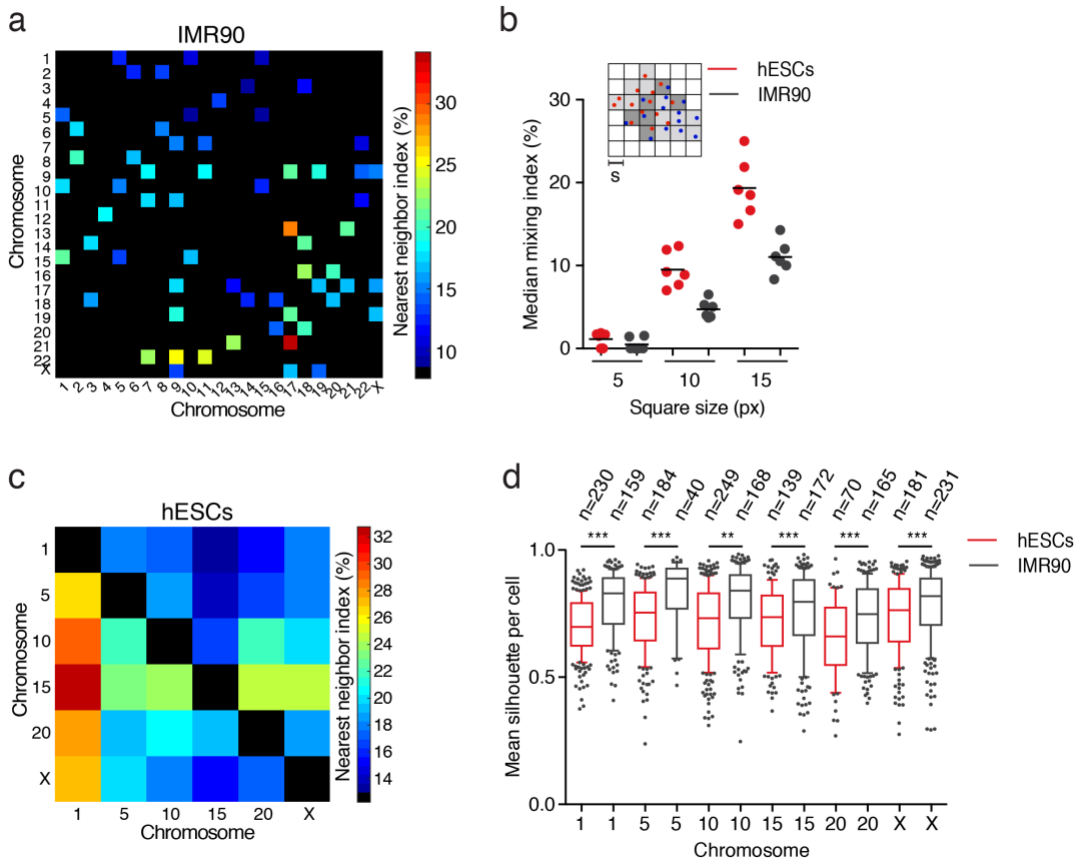 a
IMR90
1
2
3
4
5
6
7
8
9
10
11
12
13
14
15
16
17
18
19
20
21
22
X
Chromosome
1 2 3 4 5 6 7 8 9 10 11 12 13 14 15 16 17 18 19 20 21 22 X
Chromosome
30
25
20
15
10
Nearest neighbor index (%)
b
hESCs
IMR90
S
30
20
10
0
Median mixing index (%)
5 10 15
Square size (px)
c
hESCs
1
5
10
15
20
X
Chromosome
1 5 10 15 20 X
Chromosome
32
30
28
26
24
22
20
18
16
14
Nearest neighbor index (%)
d
n=230 n=159 n=184 n=40 n=249 n=168 n=139 n=172 n=70 n=165 n=181 n=231
*** *** ** *** *** ***
hESCs
IMR90
1.0
0.5
0.0
Mean silhouette per cell
1 1 5 5 10 10 15 15 20 20 X X
Chromosome